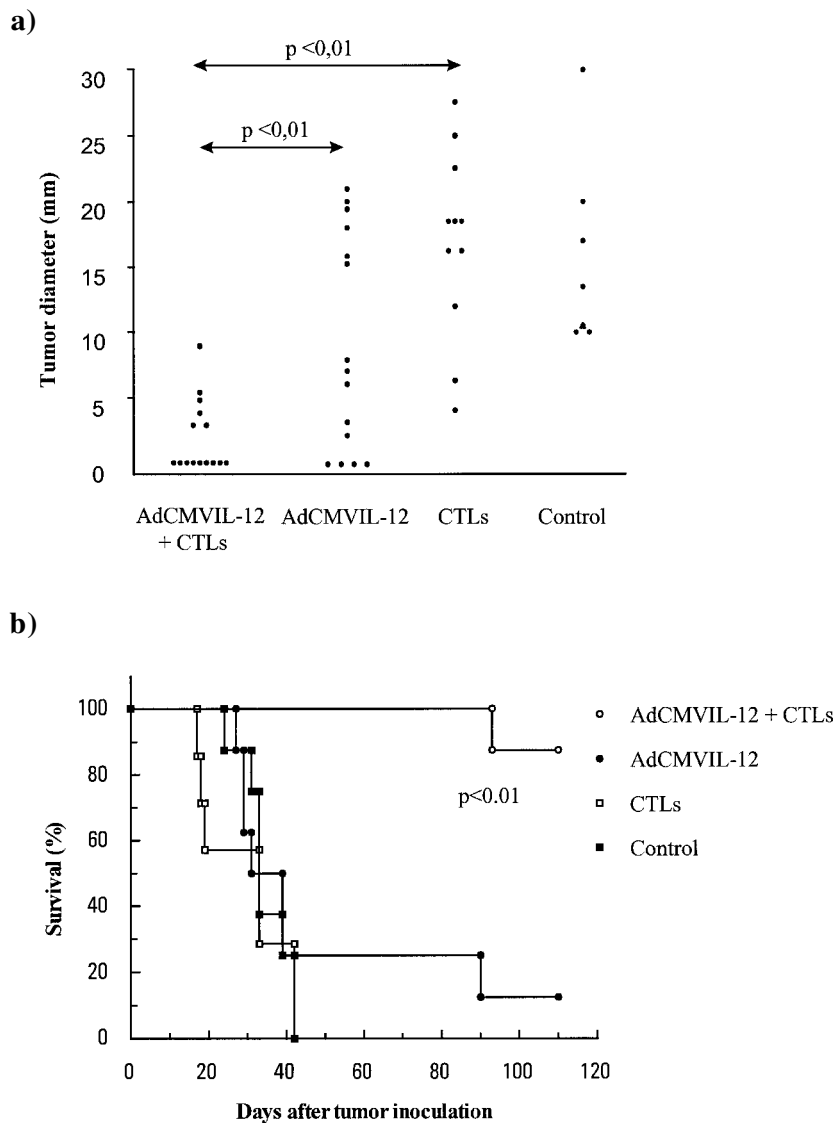 a)
p <0,01
p <0,01
30
25
20
15
10
5
0
Tumor diameter (mm)
AdCMVIL-12
+ CTLs
AdCMVIL-12
CTLs
Control
b)
100
80
60
40
20
0
Survival (%)
0 20 40 60 80 100 120
Days after tumor inoculation
AdCMVIL-12 + CTLs
AdCMVIL-12
p<0.01
CTLs
Control